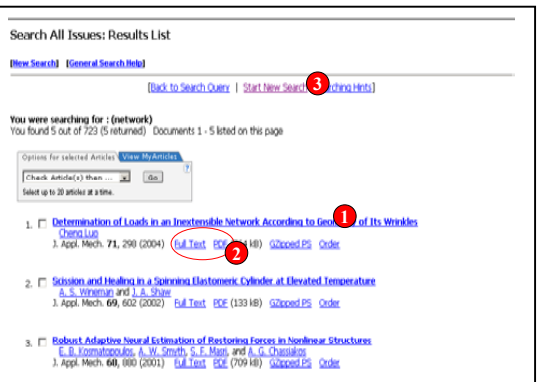 Search All Issues: Results List
[New Search] [General Search Help]
[Back to Search Query | Start New Search 3 ching Hints]
You were searching for : (network)
You found 5 out of 723 (5 returned) Documents 1 - 5 listed on this page
Options for selected Articles View MyArticles ?
Check Article(s) then ... Go
Select up to 20 articles at a time.
1. Determination of Loads in an Inextensible Network According to Geo 1 of Its Wrinkles
Cheng Luo
J. Appl. Mech. 71, 298 (2004) Full Text PDF 2 4 kB) GZipped PS Order
2. Scission and Healing in a Spinning Elastomeric Cylinder at Elevated Temperature
A. S. Wineman and J. A. Shaw
J. Appl. Mech. 69, 602 (2002) Full Text PDF (133 kB) GZipped PS Order
3. Robust Adaptive Neural Estimation of Restoring Forces in Nonlinear Structures
E. B. Kosmatopoulos, A. W. Smyth, S. F. Masri, and A. G. Chassiakos
J. Appl. Mech. 68, 880 (2001) Full Text PDF (709 kB) GZipped PS Order